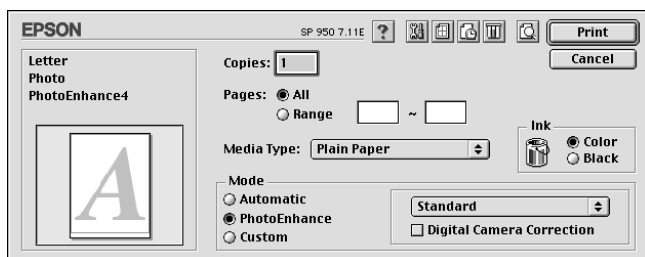 EPSON
SP 950 7.11E
?
Print
Cancel
Letter
Photo
PhotoEnhance4
A
Copies: 1
Pages: All
Range ~
Media Type: Plain Paper
Ink
Color
Black
Mode
Automatic
PhotoEnhance
Custom
Standard
Digital Camera Correction